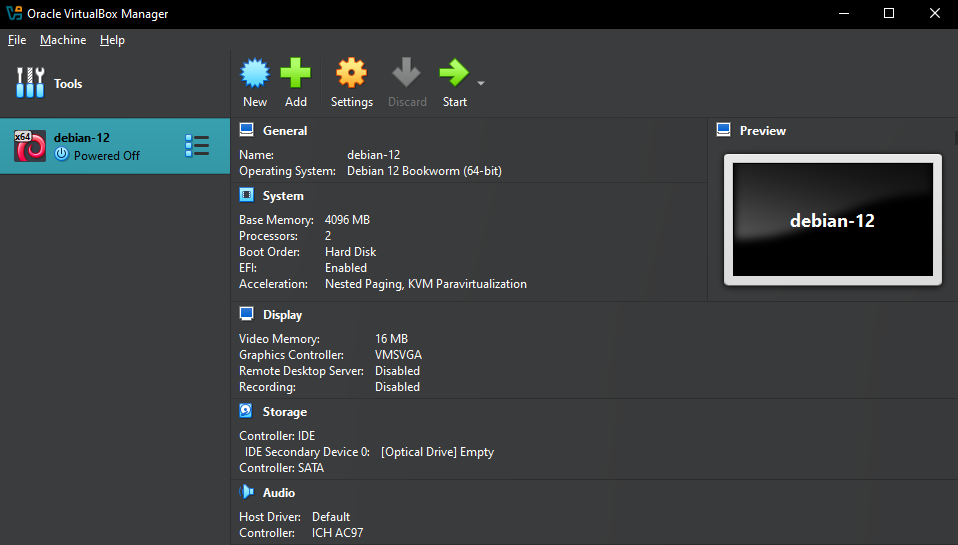 Oracle VirtualBox Manager
File Machine Help
Tools
New Add Settings Discard Start
x64
debian-12
Powered Off
General
Name: debian-12
Operating System: Debian 12 Bookworm (64-bit)
System
Base Memory: 4096 MB
Processors: 2
Boot Order: Hard Disk
EFI: Enabled
Acceleration: Nested Paging, KVM Paravirtualization
Preview
debian-12
Display
Video Memory: 16 MB
Graphics Controller: VMSVGA
Remote Desktop Server: Disabled
Recording: Disabled
Storage
Controller: IDE
IDE Secondary Device 0: [Optical Drive] Empty
Controller: SATA
Audio
Host Driver: Default
Controller: ICH AC97